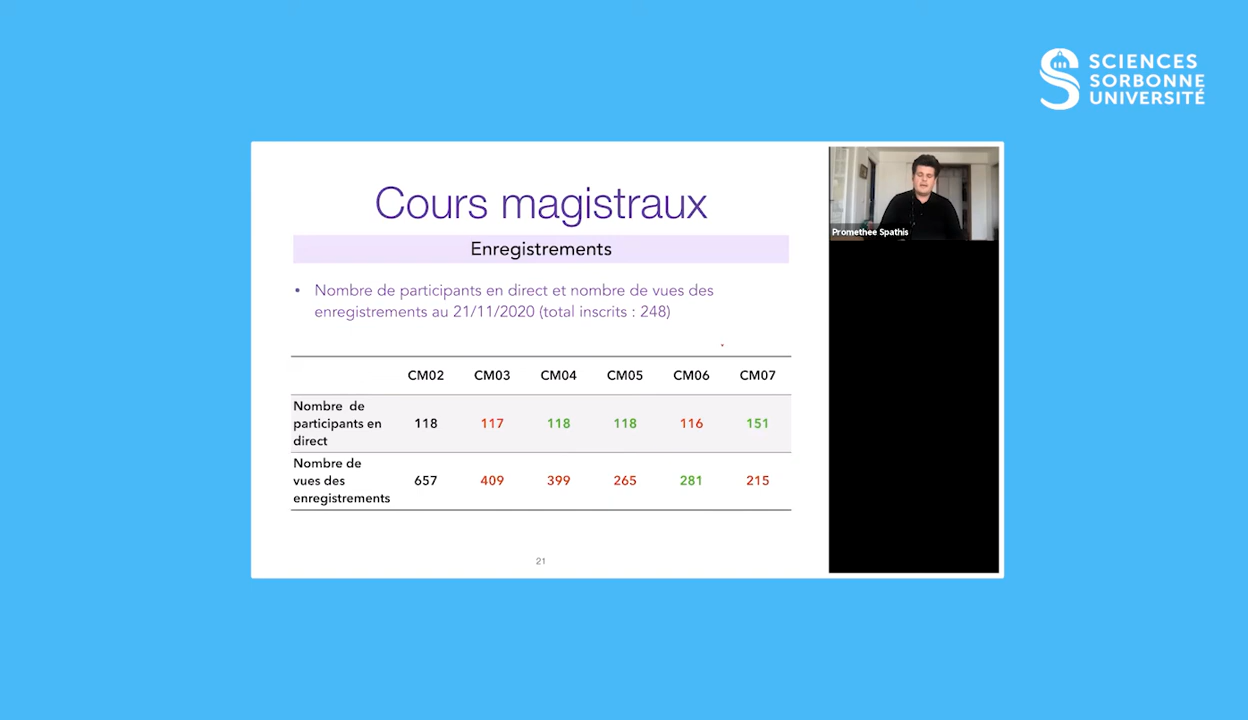 SCIENCES
SORBONNE
UNIVERSITÉ
Cours magistraux
Enregistrements
• Nombre de participants en direct et nombre de vues des
enregistrements au 21/11/2020 (total inscrits : 248)
CM02 CM03 CM04 CM05 CM06 CM07
Nombre de
participants en
direct
118 117 118 118 116 151
Nombre de
vues des
enregistrements
657 409 399 265 281 215
21
Promethee Spathis